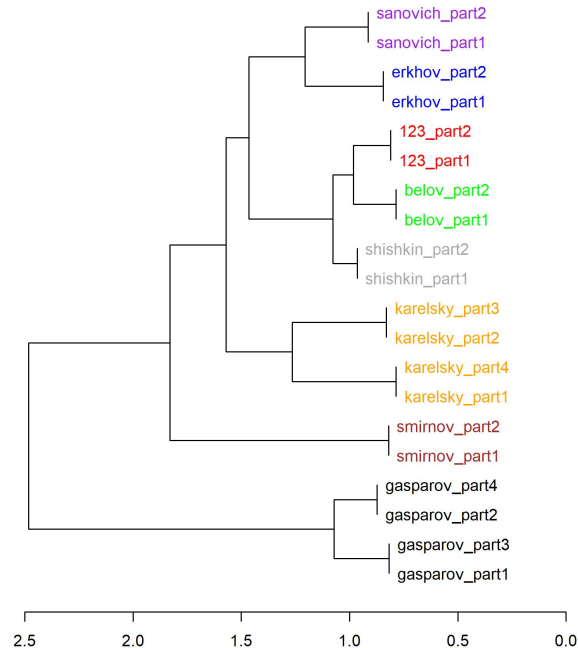 sanovich_part2
sanovich_part1
erkhov_part2
erkhov_part1
123_part2
123_part1
belov_part2
belov_part1
shishkin_part2
shishkin_part1
karelsky_part3
karelsky_part2
karelsky_part4
karelsky_part1
smirnov_part2
smirnov_part1
gasparov_part4
gasparov_part2
gasparov_part3
gasparov_part1
2.5 2.0 1.5 1.0 0.5 0.0